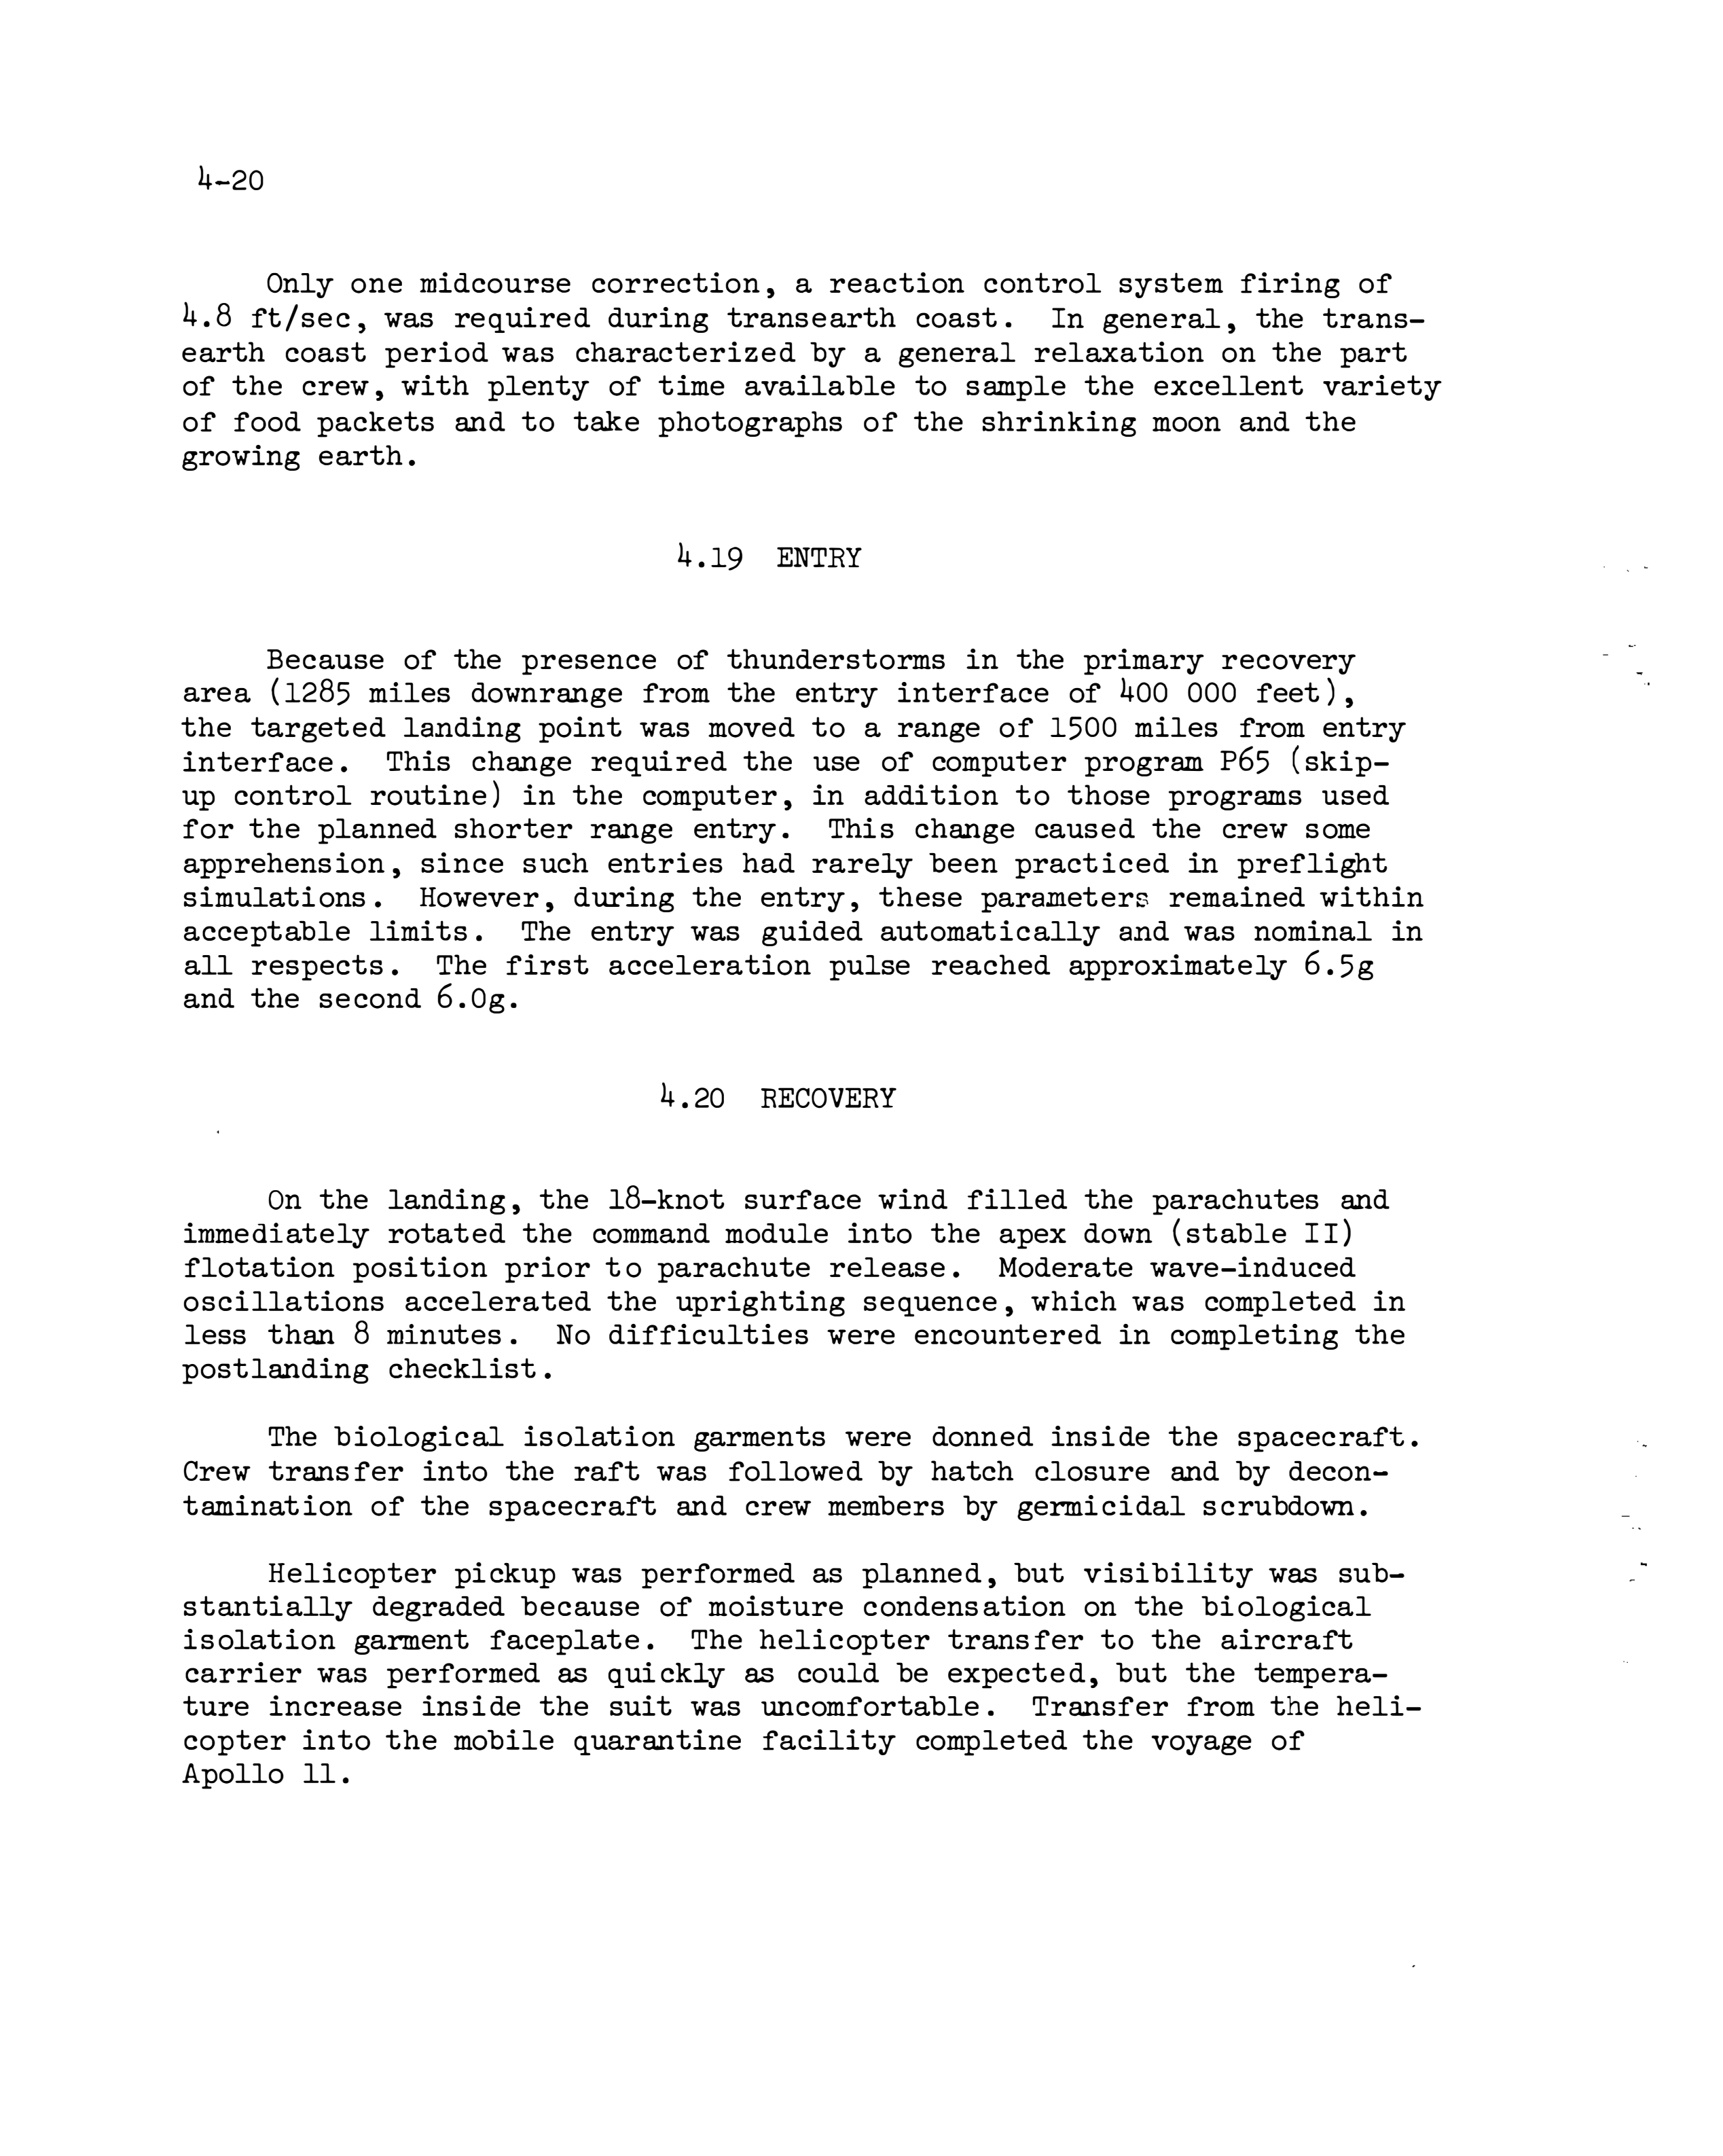 4-20
Only one midcourse correction, a reaction control system firing of
4.8 ft/sec, was required during transearth coast. In general, the trans-
earth coast period was characterized by a general relaxation on the part
of the crew, with plenty of time available to sample the excellent variety
of food packets and to take photographs of the shrinking moon and the
growing earth.
4.19 ENTRY
Because of the presence of thunderstorms in the primary recovery
area (1285 miles downrange from the entry interface of 400 000 feet),
the targeted landing point was moved to a range of 1500 miles from entry
interface. This change required the use of computer program P65 (skip-
up control routine) in the computer, in addition to those programs used
for the planned shorter range entry. This change caused the crew some
apprehension, since such entries had rarely been practiced in preflight
simulations. However, during the entry, these parameters remained within
acceptable limits. The entry was guided automatically and was nominal in
all respects. The first acceleration pulse reached approximately 6.5g
and the second 6.0g.
4.20 RECOVERY
On the landing, the 18-knot surface wind filled the parachutes and
immediately rotated the command module into the apex down (stable II)
flotation position prior to parachute release. Moderate wave-induced
oscillations accelerated the uprighting sequence, which was completed in
less than 8 minutes. No difficulties were encountered in completing the
postlanding checklist.
The biological isolation garments were donned inside the spacecraft.
Crew transfer into the raft was followed by hatch closure and by decon-
tamination of the spacecraft and crew members by germicidal scrubdown.
Helicopter pickup was performed as planned, but visibility was sub-
stantially degraded because of moisture condensation on the biological
isolation garment faceplate. The helicopter transfer to the aircraft
carrier was performed as quickly as could be expected, but the tempera-
ture increase inside the suit was uncomfortable. Transfer from the heli-
copter into the mobile quarantine facility completed the voyage of
Apollo 11.